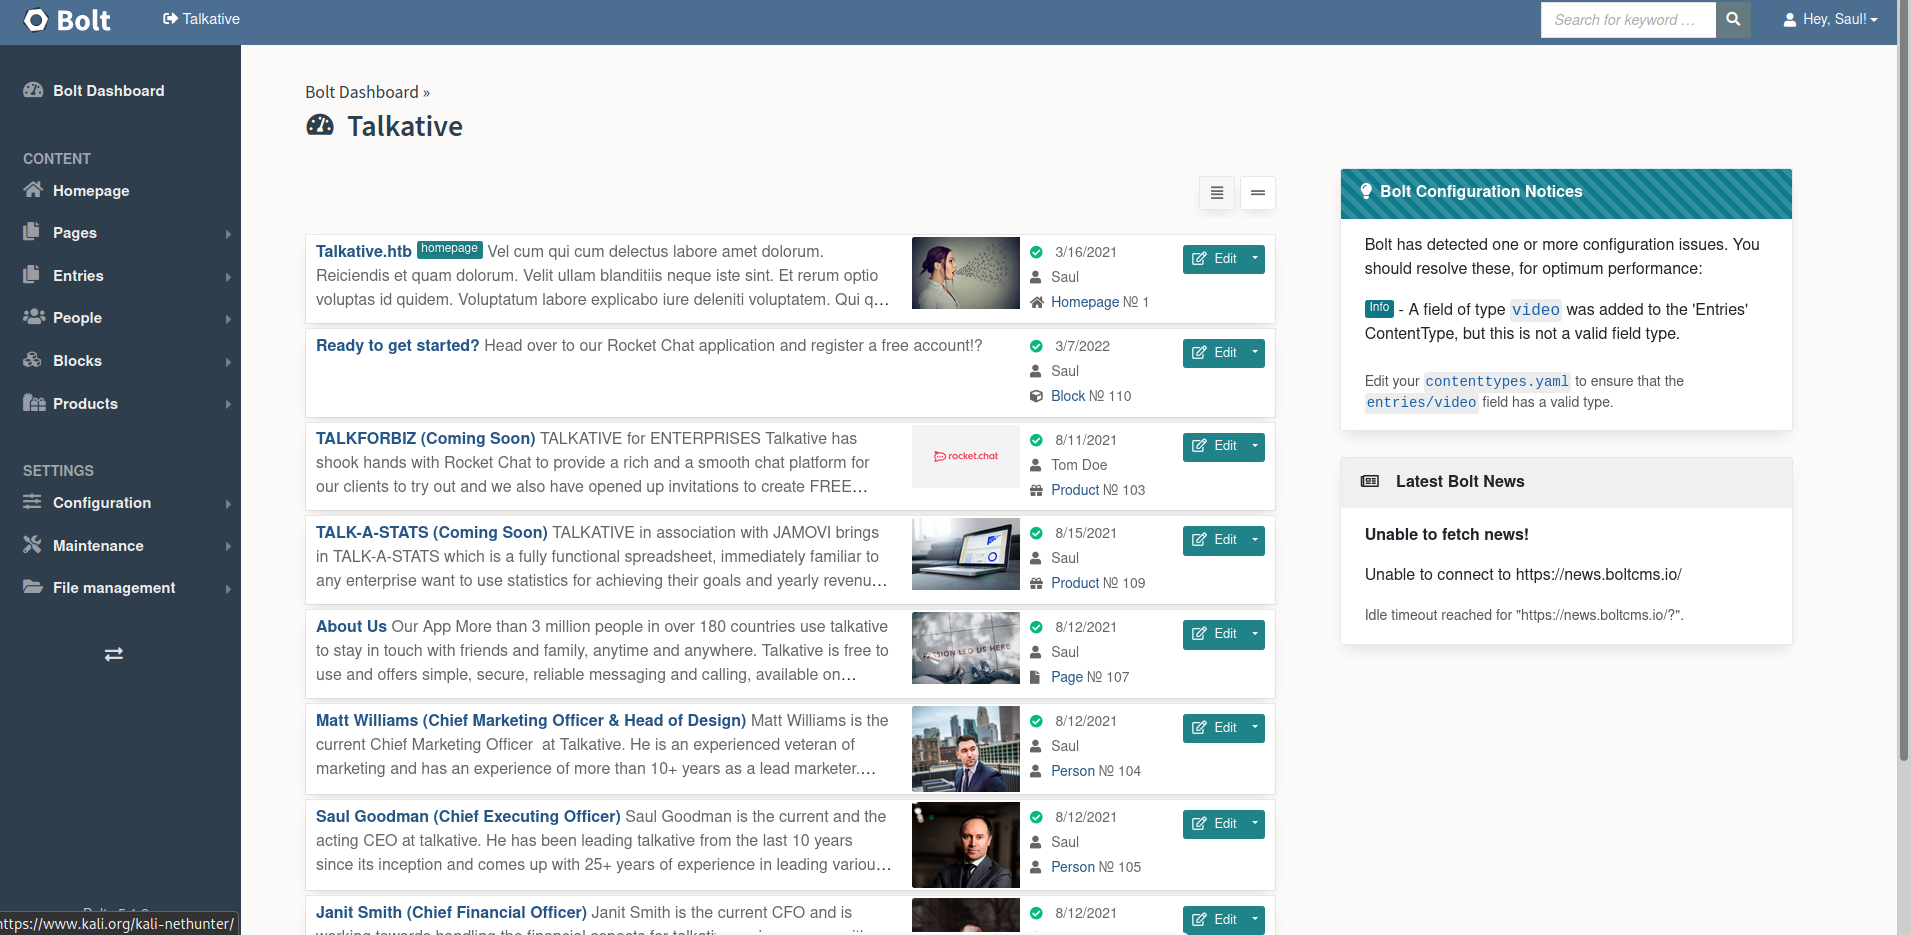 Bolt
Talkative
Search for keyword …
Hey, Saul!
Bolt Dashboard
CONTENT
Homepage
Pages
Entries
People
Blocks
Products
SETTINGS
Configuration
Maintenance
File management
https://www.kali.org/kali-nethunter/
Bolt Dashboard »
Talkative
Talkative.htb homepage Vel cum qui cum delectus labore amet dolorum.
Reiciendis et quam dolorum. Velit ullam blanditiis neque iste sint. Et rerum optio
voluptas id quidem. Voluptatum labore explicabo iure deleniti voluptatem. Qui q…
3/16/2021
Saul
Homepage № 1
Edit
Ready to get started? Head over to our Rocket Chat application and register a free account!?
3/7/2022
Saul
Block № 110
Edit
TALKFORBIZ (Coming Soon) TALKATIVE for ENTERPRISES Talkative has
shook hands with Rocket Chat to provide a rich and a smooth chat platform for
our clients to try out and we also have opened up invitations to create FREE…
rocket.chat
8/11/2021
Tom Doe
Product № 103
Edit
TALK-A-STATS (Coming Soon) TALKATIVE in association with JAMOVI brings
in TALK-A-STATS which is a fully functional spreadsheet, immediately familiar to
any enterprise want to use statistics for achieving their goals and yearly revenu…
8/15/2021
Saul
Product № 109
Edit
About Us Our App More than 3 million people in over 180 countries use talkative
to stay in touch with friends and family, anytime and anywhere. Talkative is free to
use and offers simple, secure, reliable messaging and calling, available on…
PASSION LED US HERE
8/12/2021
Saul
Page № 107
Edit
Matt Williams (Chief Marketing Officer & Head of Design) Matt Williams is the
current Chief Marketing Officer at Talkative. He is an experienced veteran of
marketing and has an experience of more than 10+ years as a lead marketer.…
8/12/2021
Saul
Person № 104
Edit
Saul Goodman (Chief Executing Officer) Saul Goodman is the current and the
acting CEO at talkative. He has been leading talkative from the last 10 years
since its inception and comes up with 25+ years of experience in leading variou…
8/12/2021
Saul
Person № 105
Edit
Janit Smith (Chief Financial Officer) Janit Smith is the current CFO and is
working towards handling the financial aspects for
8/12/2021
Edit
Bolt Configuration Notices
Bolt has detected one or more configuration issues. You
should resolve these, for optimum performance:
Info - A field of type video was added to the 'Entries'
ContentType, but this is not a valid field type.
Edit your contenttypes.yaml to ensure that the
entries/video field has a valid type.
Latest Bolt News
Unable to fetch news!
Unable to connect to https://news.boltcms.io/
Idle timeout reached for "https://news.boltcms.io/?".